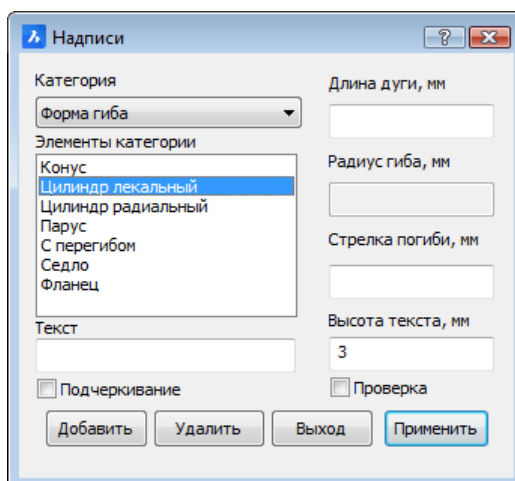 Надписи
Категория
Форма гиба
Элементы категории
Конус
Цилиндр лекальный
Цилиндр радиальный
Парус
С перегибом
Седло
Фланец
Текст
Подчеркивание
Длина дуги, мм
Радиус гиба, мм
Стрелка погиби, мм
Высота текста, мм
3
Проверка
Добавить Удалить Выход Применить